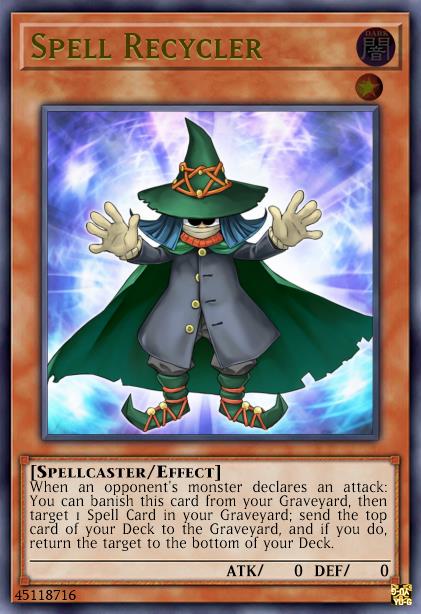 Spell Recycler
DARK
闇
[Spellcaster/Effect]
When an opponent's monster declares an attack:
You can banish this card from your Graveyard, then
target 1 Spell Card in your Graveyard; send the top
card of your Deck to the Graveyard, and if you do,
return the target to the bottom of your Deck.
ATK/ 0 DEF/ 0
45118716